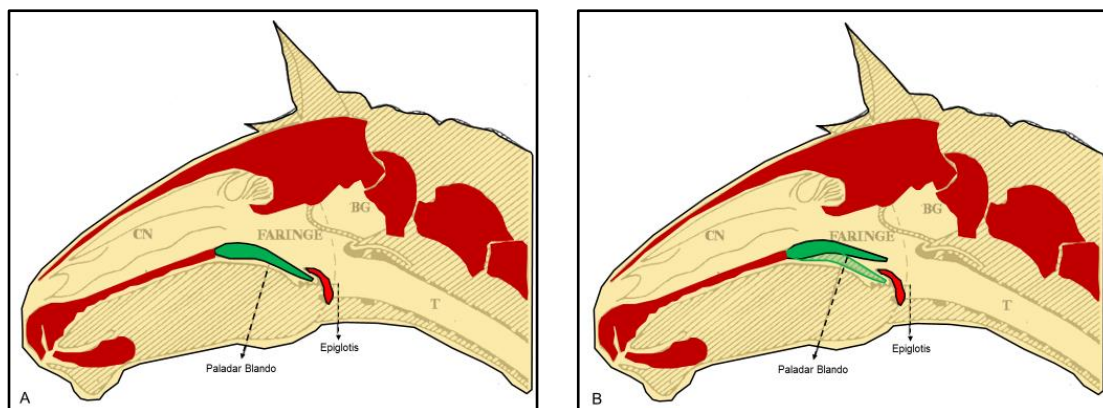 CN
FARINGE
BG
T
Epiglotis
Paladar Blando
A
CN
FARINGE
BG
T
Epiglotis
Paladar Blando
B